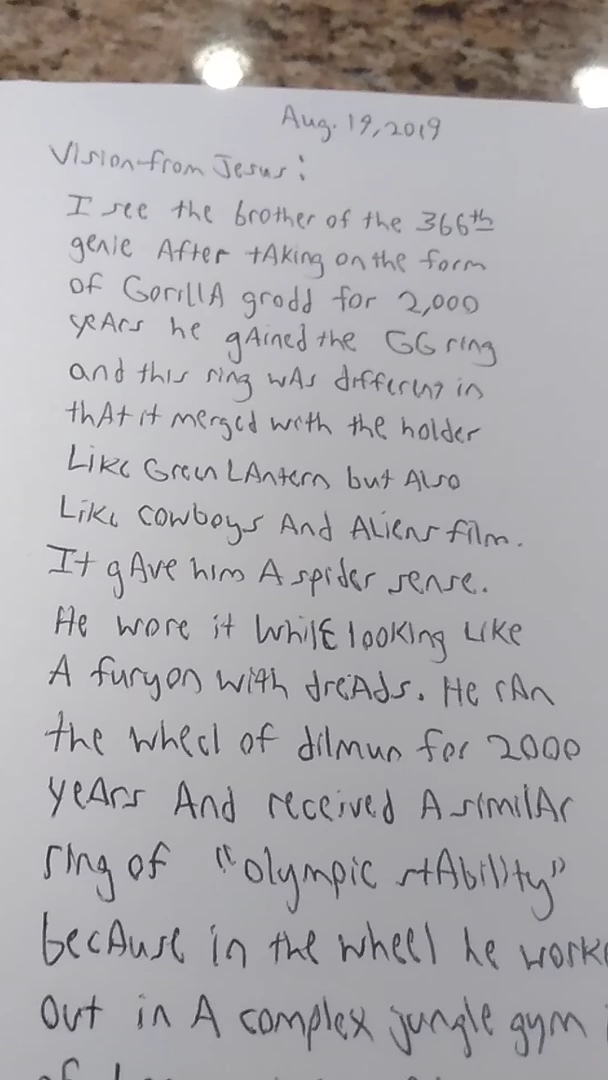 Aug. 19, 2019
Vision from Jesus:
I see the brother of the 366th
genie After tAking on the form
of GorillA grodd for 2,000
yeArs he gAined the GG ring
and this ring wAs different in
thAt it merged with the holder
Like Green LAntern but Also
Like cowboys And ALiens film.
It gAve him A spider sense.
He wore it WhilE looking Like
A furyon with dreAds. He rAn
the wheel of dilmun for 2000
yeArs And received A similAr
ring of "olympic stAbility"
becAuse in the wheel he work
Out in A complex jungle gym
of